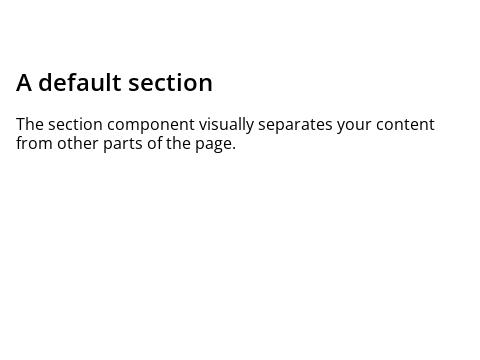 A default section
The section component visually separates your content
from other parts of the page.